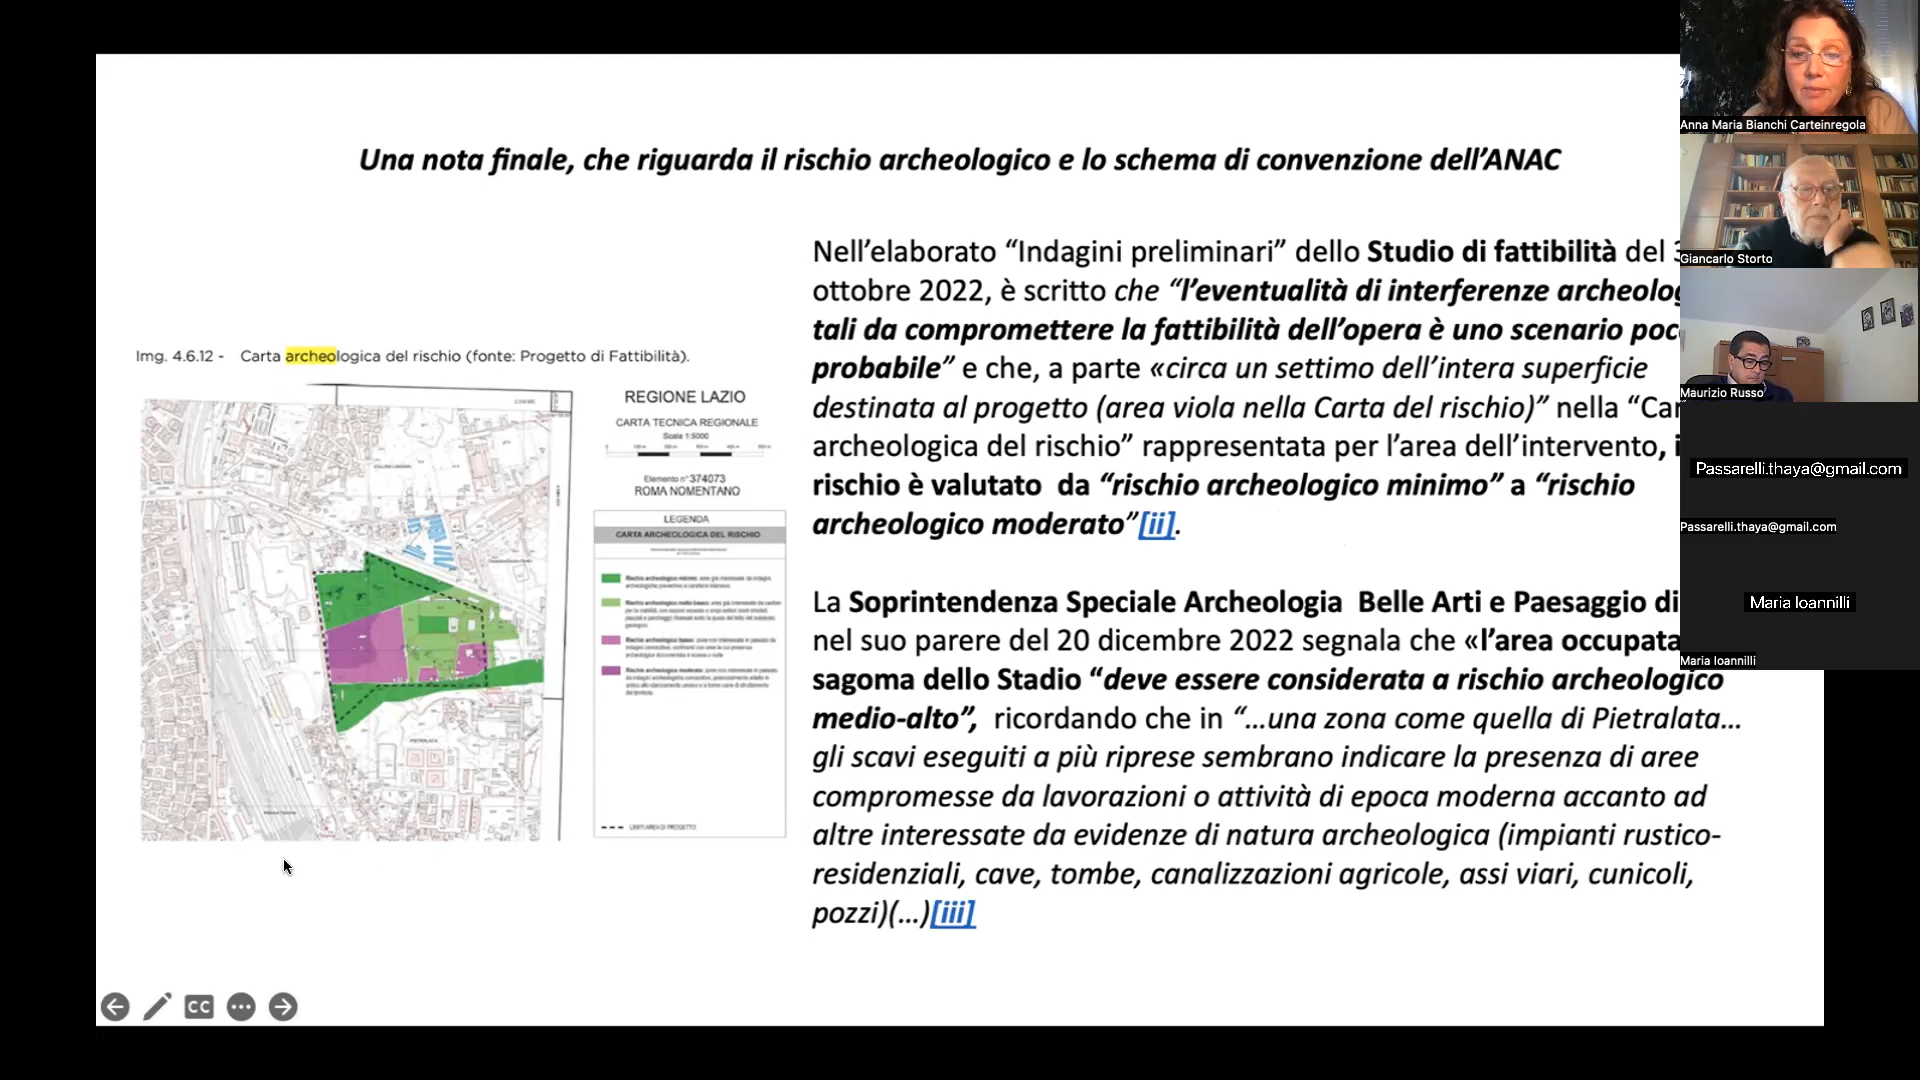 Una nota finale, che riguarda il rischio archeologico e lo schema di convenzione dell’ANAC
Nell’elaborato “Indagini preliminari” dello Studio di fattibilità del
ottobre 2022, è scritto che “l’eventualità di interferenze
tali da compromettere la fattibilità dell’opera è uno scenario
probabile” e che, a parte «circa un settimo dell’intera superficie
destinata al progetto (area viola nella Carta del rischio)” nella
archeologica del rischio” rappresentata per l’area dell’intervento,
rischio è valutato da “rischio archeologico minimo” a “rischio
archeologico moderato”[ii].
La Soprintendenza Speciale Archeologia Belle Arti e Paesaggio di
nel suo parere del 20 dicembre 2022 segnala che «l’area occupata
sagoma dello Stadio “deve essere considerata a rischio archeologico
medio-alto”, ricordando che in “…una zona come quella di Pietralata…
gli scavi eseguiti a più riprese sembrano indicare la presenza di aree
compromesse da lavorazioni o attività di epoca moderna accanto ad
altre interessate da evidenze di natura archeologica (impianti rustico-
residenziali, cave, tombe, canalizzazioni agricole, assi viari, cunicoli,
pozzi)(…)[iii]
Img. 4.6.12 - Carta archeologica del rischio (fonte: Progetto di Fattibilità).
REGIONE LAZIO
CARTA TECNICA REGIONALE
Scala 1:5000
Elemento n° 374073
ROMA NOMENTANO
LEGENDA
CARTA ARCHEOLOGICA DEL RISCHIO
LIMITI AREA DI PROGETTO
PIETRALATA
CC
Anna Maria Bianchi Carteinregola
Giancarlo Storto
Maurizio Russo
Passarelli.thaya@gmail.com
Passarelli.thaya@gmail.com
Maria Ioannilli
Maria Ioannilli